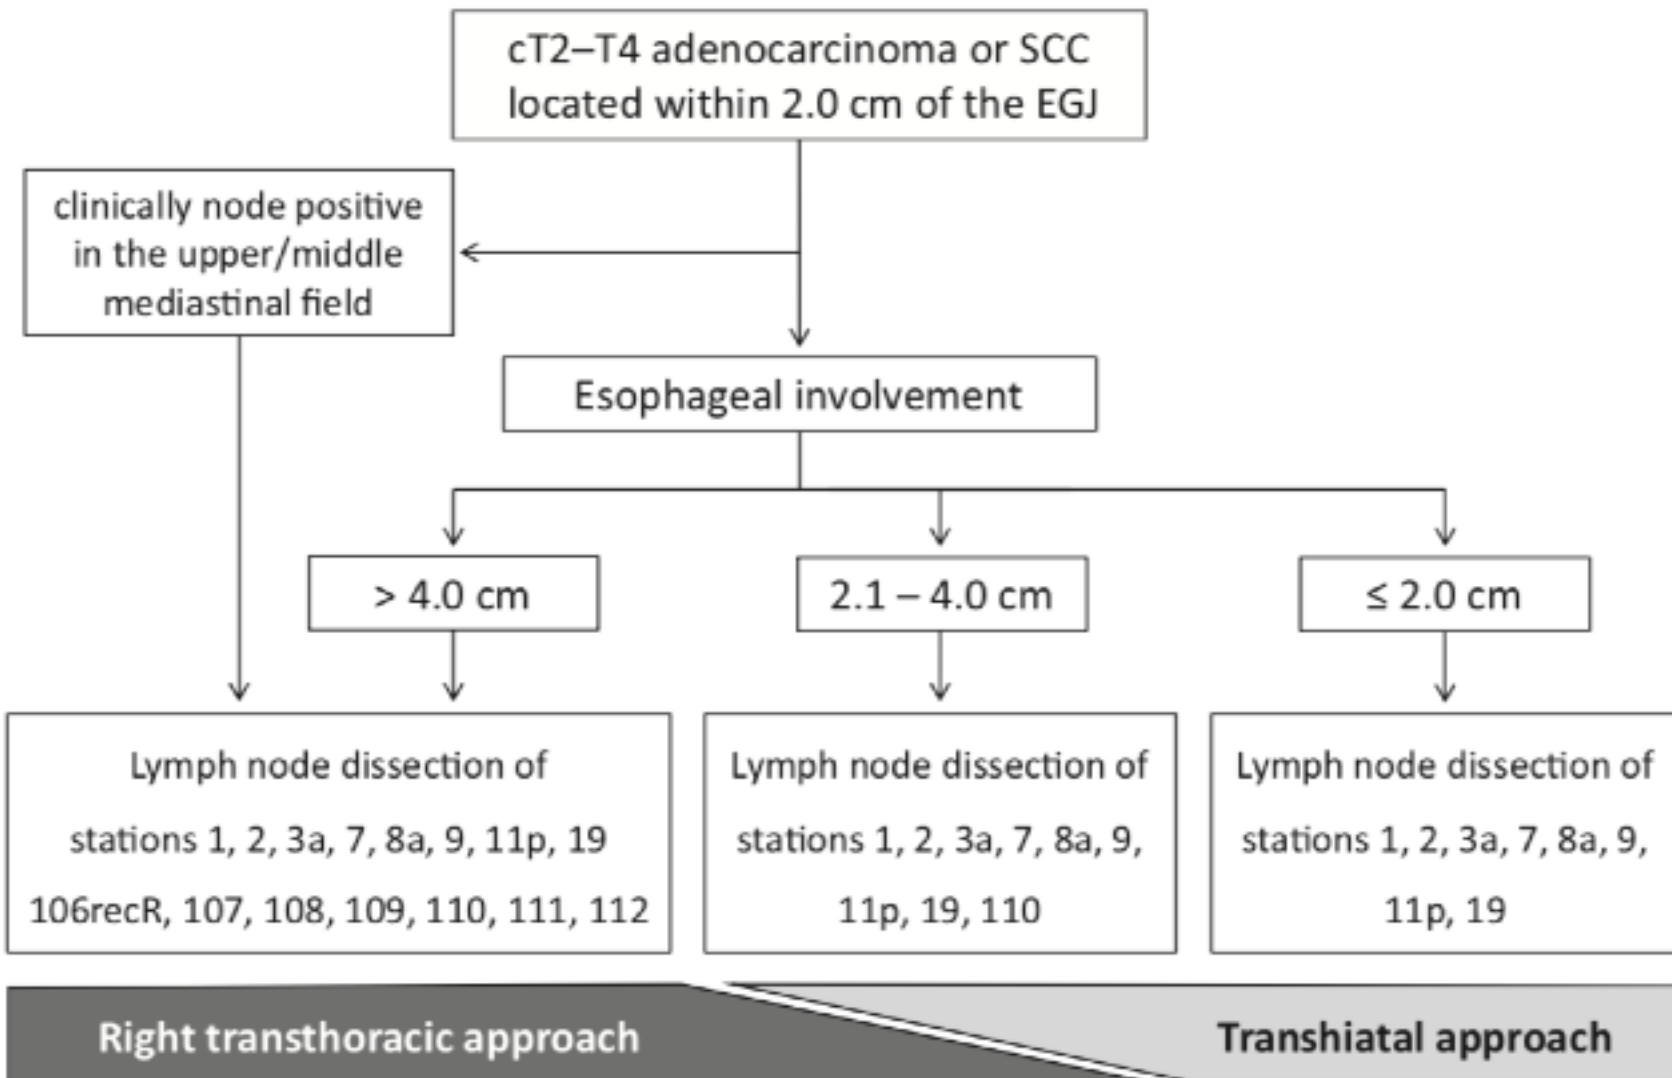 cT2–T4 adenocarcinoma or SCC
located within 2.0 cm of the EGJ
clinically node positive
in the upper/middle
mediastinal field
Esophageal involvement
> 4.0 cm
2.1 – 4.0 cm
≤ 2.0 cm
Lymph node dissection of
stations 1, 2, 3a, 7, 8a, 9, 11p, 19
106recR, 107, 108, 109, 110, 111, 112
Lymph node dissection of
stations 1, 2, 3a, 7, 8a, 9,
11p, 19, 110
Lymph node dissection of
stations 1, 2, 3a, 7, 8a, 9,
11p, 19
Right transthoracic approach
Transhiatal approach